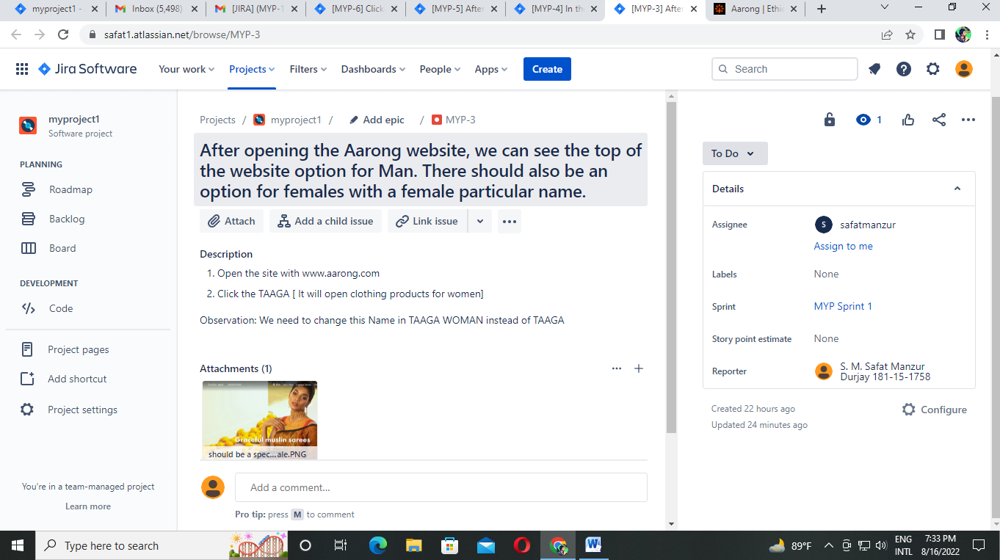 myproject1 -
Inbox (5,498)
[JIRA] (MYP-1
[MYP-6] Click
[MYP-5] After
[MYP-4] In the
[MYP-3] After
Aarong | Ethic
safat1.atlassian.net/browse/MYP-3
Jira Software
Your work
Projects
Filters
Dashboards
People
Apps
Create
Search
myproject1
Software project
PLANNING
Roadmap
Backlog
Board
DEVELOPMENT
Code
Project pages
Add shortcut
Project settings
You're in a team-managed project
Learn more
Projects / myproject1 / Add epic / MYP-3
After opening the Aarong website, we can see the top of
the website option for Man. There should also be an
option for females with a female particular name.
Attach
Add a child issue
Link issue
Description
1. Open the site with www.aarong.com
2. Click the TAAGA [ It will open clothing products for women]
Observation: We need to change this Name in TAAGA WOMAN instead of TAAGA
Attachments (1)
Graceful muslin sarees
should be a spec...ale.PNG
Add a comment...
Pro tip: press M to comment
1
To Do
Details
Assignee
S
safatmanzur
Assign to me
Labels
None
Sprint
MYP Sprint 1
Story point estimate
None
Reporter
S. M. Safat Manzur
Durjay 181-15-1758
Created 22 hours ago
Updated 24 minutes ago
Configure
Type here to search
89°F
ENG
INTL
7:33 PM
8/16/2022